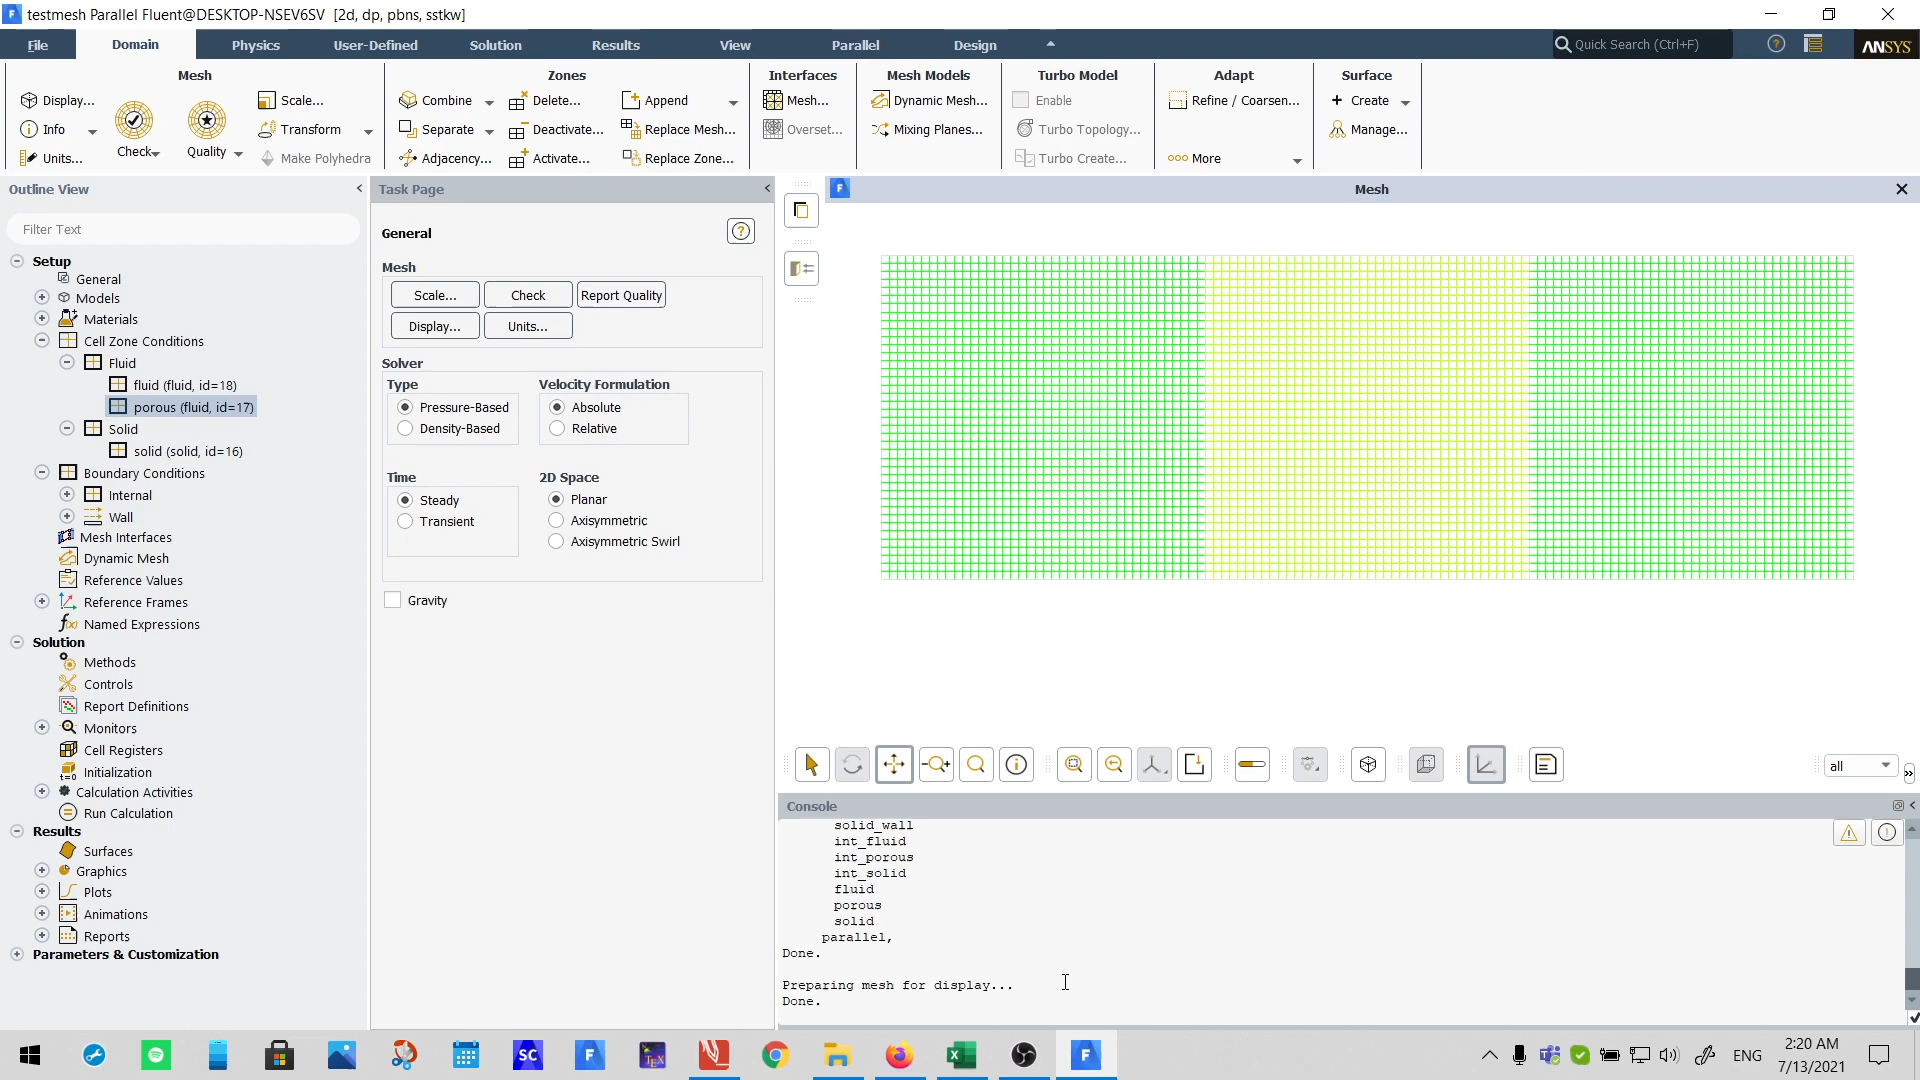 testmesh Parallel Fluent@DESKTOP-NSEV6SV [2d, dp, pbns, sstkw]
File Domain Physics User-Defined Solution Results View Parallel Design Quick Search (Ctrl+F) ANSYS
Mesh Zones Interfaces Mesh Models Turbo Model Adapt Surface
Display... Scale... Combine Delete... Append Mesh... Dynamic Mesh... Enable Refine / Coarsen... Create
Info Transform Separate Deactivate... Replace Mesh... Overset... Mixing Planes... Turbo Topology... Manage...
Check Quality
Units... Make Polyhedra Adjacency... Activate... Replace Zone... Turbo Create... More
Outline View
Filter Text
Setup
General
Models
Materials
Cell Zone Conditions
Fluid
fluid (fluid, id=18)
porous (fluid, id=17)
Solid
solid (solid, id=16)
Boundary Conditions
Internal
Wall
Mesh Interfaces
Dynamic Mesh
Reference Values
Reference Frames
Named Expressions
Solution
Methods
Controls
Report Definitions
Monitors
Cell Registers
Initialization
Calculation Activities
Run Calculation
Results
Surfaces
Graphics
Plots
Animations
Reports
Parameters & Customization
Task Page
General
Mesh
Scale... Check Report Quality
Display... Units...
Solver
Type Velocity Formulation
Pressure-Based Absolute
Density-Based Relative
Time 2D Space
Steady Planar
Transient Axisymmetric
Axisymmetric Swirl
Gravity
Mesh
all
Console
solid_wall
int_fluid
int_porous
int_solid
fluid
porous
solid
parallel,
Done.
Preparing mesh for display...
Done.
SC F TEX F
ENG
2:20 AM
7/13/2021